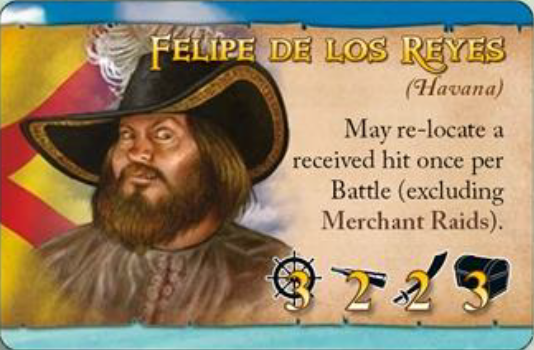 FELIPE DE LOS REYES
(Havana)
May re-locate a
received hit once per
Battle (excluding
Merchant Raids).
3 2 2 3